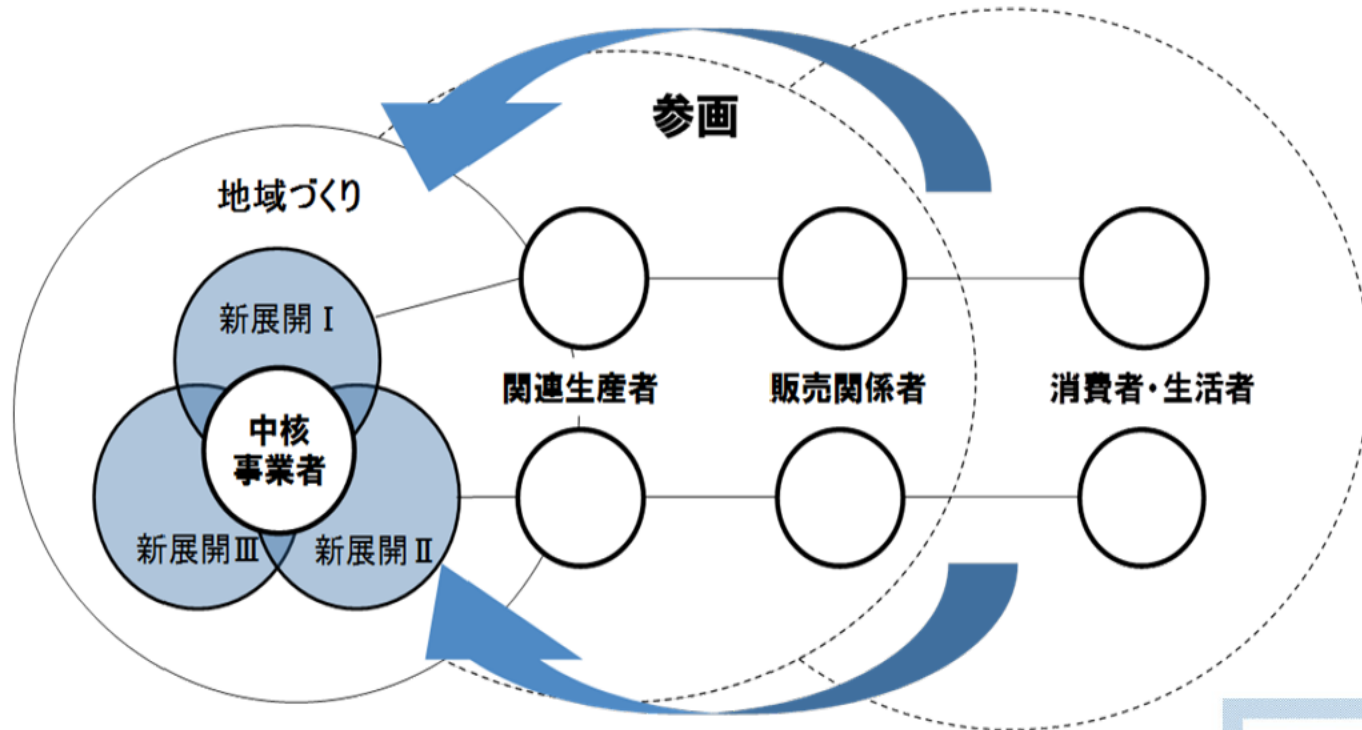 参画
地域づくり
新展開Ⅰ
関連生産者
販売関係者
消費者・生活者
中核
事業者
新展開Ⅲ
新展開Ⅱ